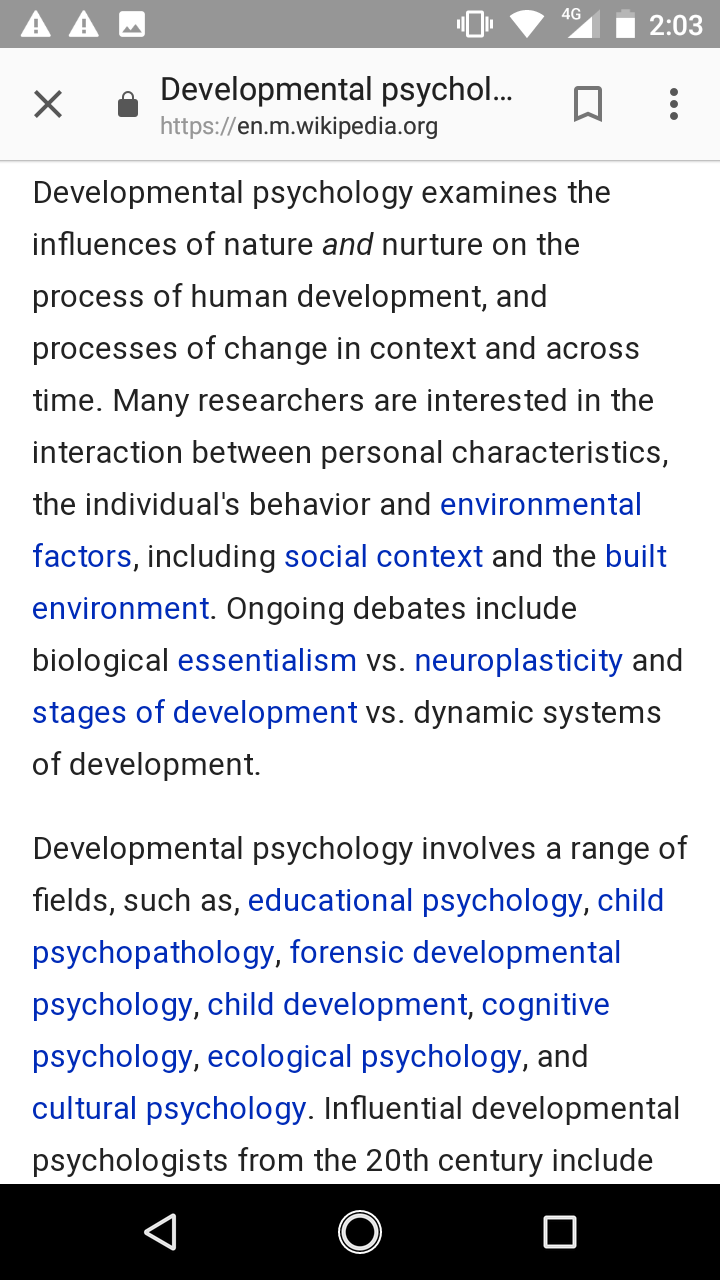 4G 2:03
Developmental psychol...
https://en.m.wikipedia.org
Developmental psychology examines the
influences of nature and nurture on the
process of human development, and
processes of change in context and across
time. Many researchers are interested in the
interaction between personal characteristics,
the individual's behavior and environmental
factors, including social context and the built
environment. Ongoing debates include
biological essentialism vs. neuroplasticity and
stages of development vs. dynamic systems
of development.
Developmental psychology involves a range of
fields, such as, educational psychology, child
psychopathology, forensic developmental
psychology, child development, cognitive
psychology, ecological psychology, and
cultural psychology. Influential developmental
psychologists from the 20th century include